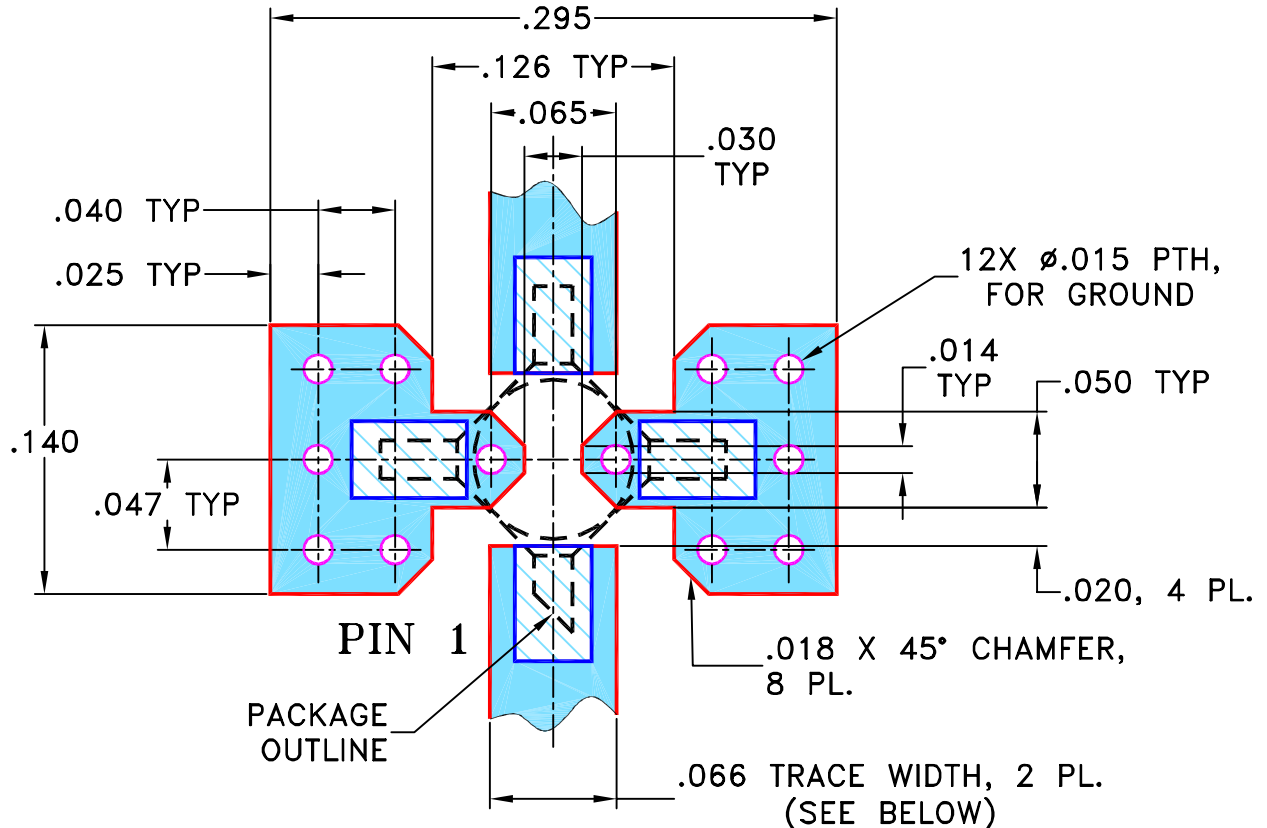 .295
.126 TYP
.065
.030
TYP
.040 TYP
.025 TYP
12X ø.015 PTH,
FOR GROUND
.014
TYP
.050 TYP
.140
.047 TYP
.020, 4 PL.
PIN 1
.018 X 45° CHAMFER,
8 PL.
PACKAGE
OUTLINE
.066 TRACE WIDTH, 2 PL.
(SEE BELOW)